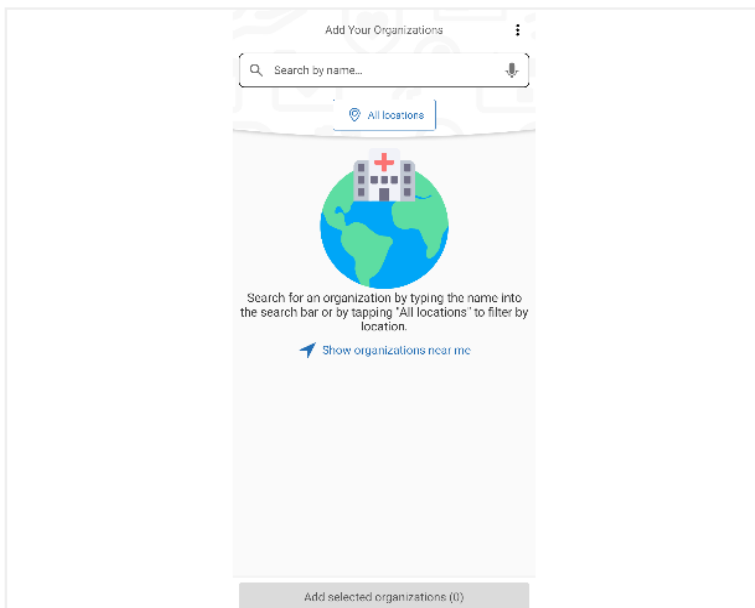 Add Your Organizations
Search by name...
All locations
Search for an organization by typing the name into
the search bar or by tapping "All locations" to filter by
location.
Show organizations near me
Add selected organizations (0)